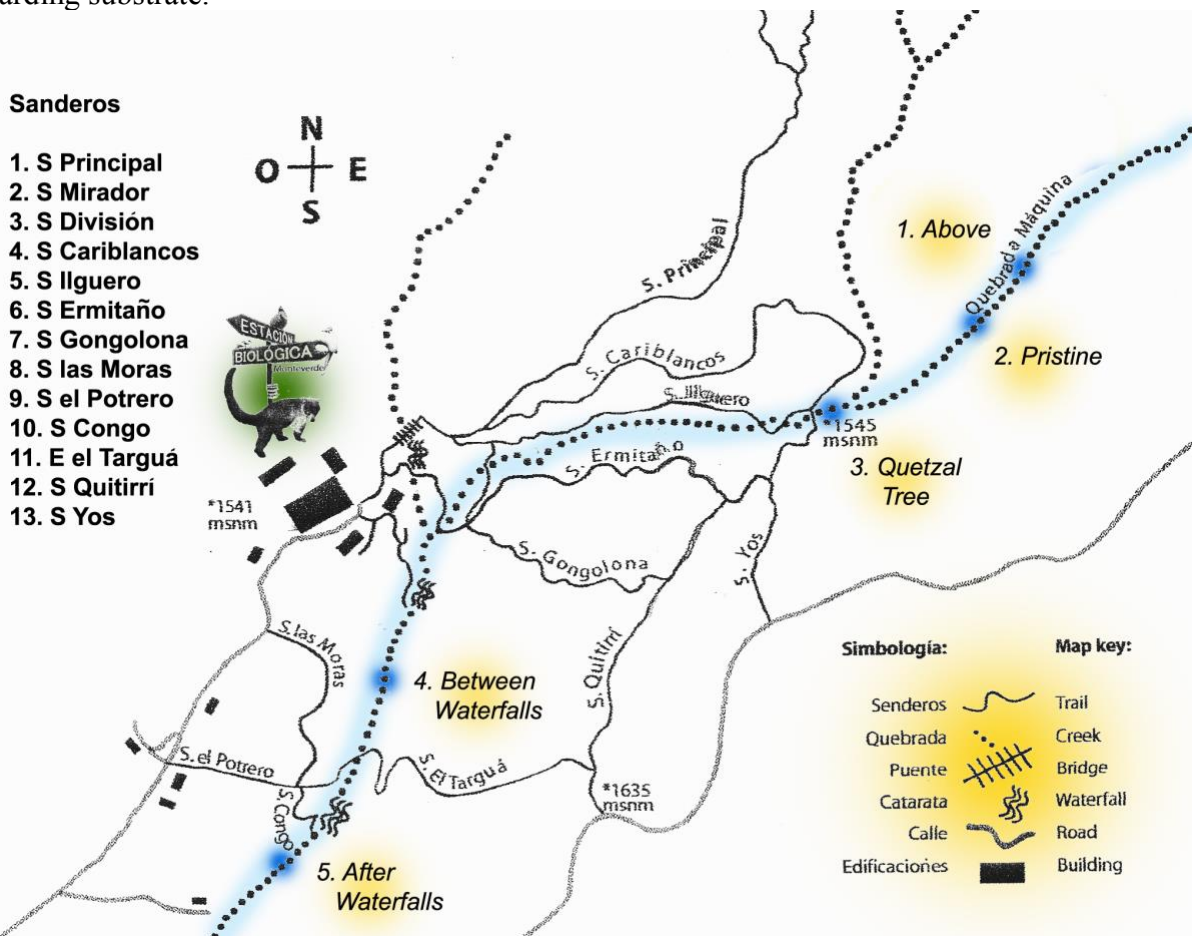 arding substrate.
Sanderos
1. S Principal
2. S Mirador
3. S División
4. S Cariblancos
5. S Ilguero
6. S Ermitaño
7. S Gongolona
8. S las Moras
9. S el Potrero
10. S Congo
11. E el Targuá
12. S Quitirrí
13. S Yos
N
O E
S
ESTACIÓN
BIOLÓGICA
Monteverde
*1541
msnm
S. Principal
1. Above
Quebrada Máquina
2. Pristine
S. Cariblancos
S. Ilguero
*1545
msnm
S. Ermitaño
3. Quetzal
Tree
S. Gongolona
S. Yos
S. las Moras
S. Quitirrí
4. Between
Waterfalls
S. el Potrero
S. El Targuá
*1635
msnm
S. Congo
5. After
Waterfalls
Simbología: Map key:
Senderos Trail
Quebrada Creek
Puente Bridge
Catarata Waterfall
Calle Road
Edificaciones Building